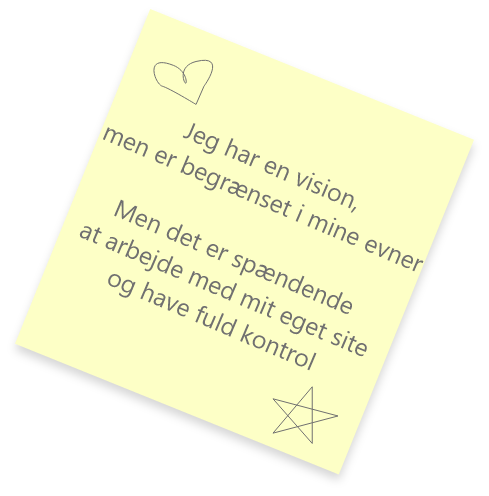 Jeg har en vision,
men er begrænset i mine evner
Men det er spændende
at arbejde med mit eget site
og have fuld kontrol